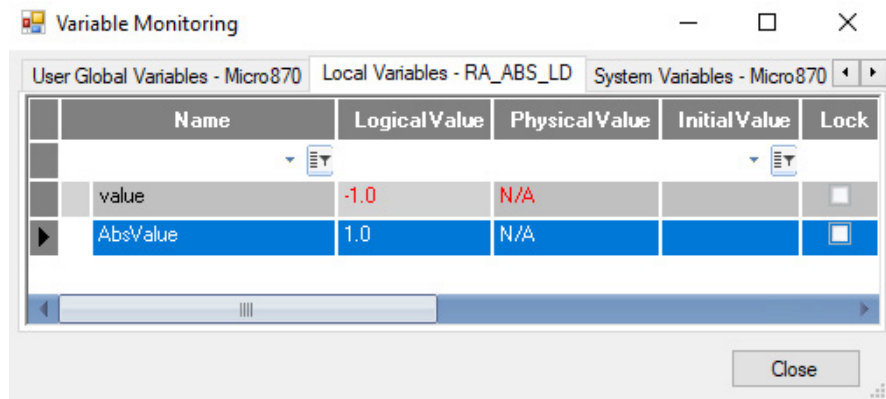 Variable Monitoring
User Global Variables - Micro870 Local Variables - RA_ABS_LD System Variables - Micro870
Name LogicalValue PhysicalValue InitialValue Lock
value -1.0 N/A
AbsValue 1.0 N/A
Close